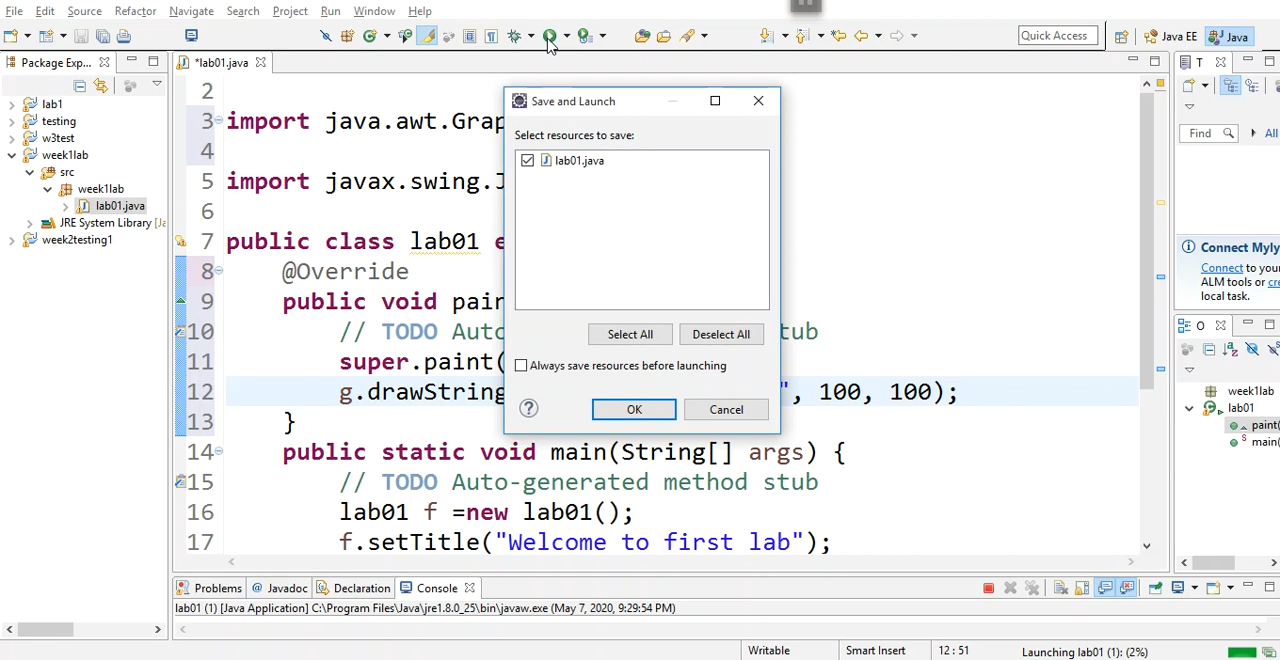 File Edit Source Refactor Navigate Search Project Run Window Help
Quick Access Java EE Java
Package Exp...
*lab01.java
T
lab1
testing
w3test
week1lab
src
week1lab
lab01.java
JRE System Library [Ja
week2testing1
2
3 import java.awt.Grap
4
5 import javax.swing.J
6
7 public class lab01 e
8 @Override
9 public void pain
10 // TODO Auto- stub
11 super.paint(
12 g.drawString ", 100, 100);
13 }
14 public static void main(String[] args) {
15 // TODO Auto-generated method stub
16 lab01 f =new lab01();
17 f.setTitle("Welcome to first lab");
Save and Launch
Select resources to save:
lab01.java
Select All Deselect All
Always save resources before launching
OK Cancel
Find All
Connect Myly
Connect to your
ALM tools or cre
local task.
O
week1lab
lab01
paint(
main(
Problems @ Javadoc Declaration Console
lab01 (1) [Java Application] C:\Program Files\Java\jre1.8.0_25\bin\javaw.exe (May 7, 2020, 9:29:54 PM)
Writable Smart Insert 12 : 51 Launching lab01 (1): (2%)